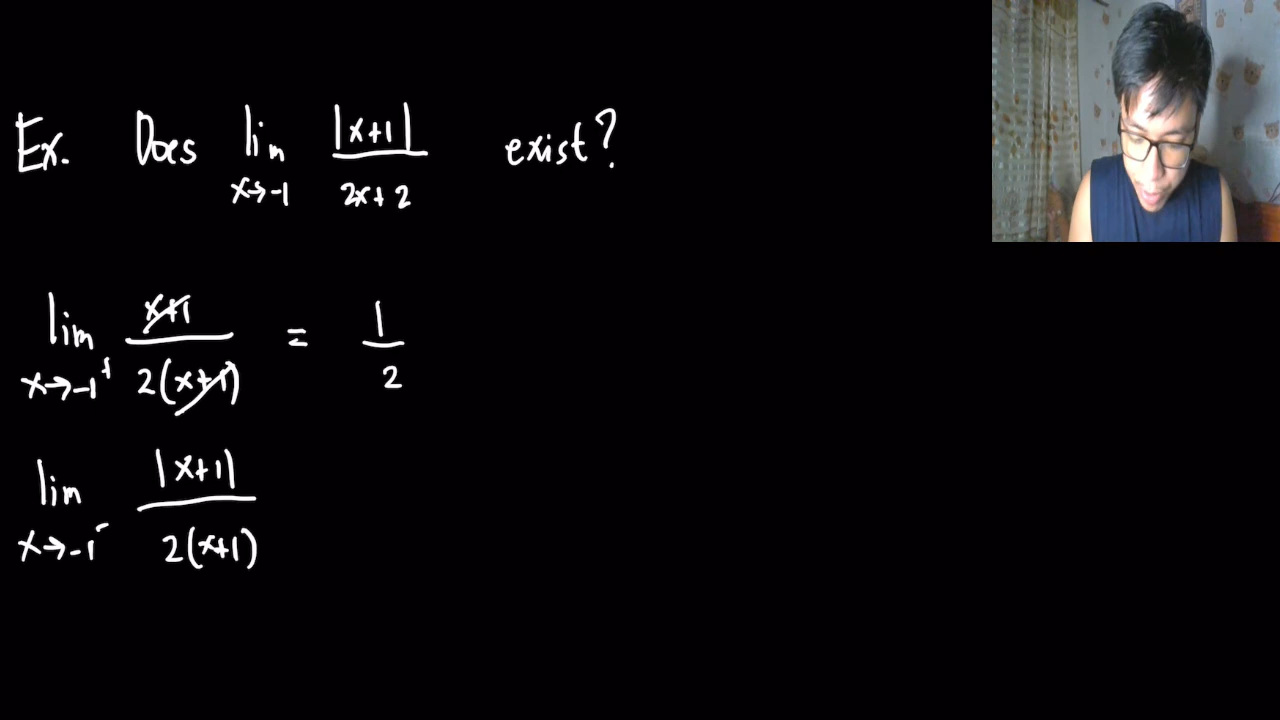 Ex. Does lim x→-1 |x+1| / 2x+2 exist?
lim x→-1⁺ x+1 / 2(x+1) = 1/2
lim x→-1⁻ |x+1| / 2(x+1)